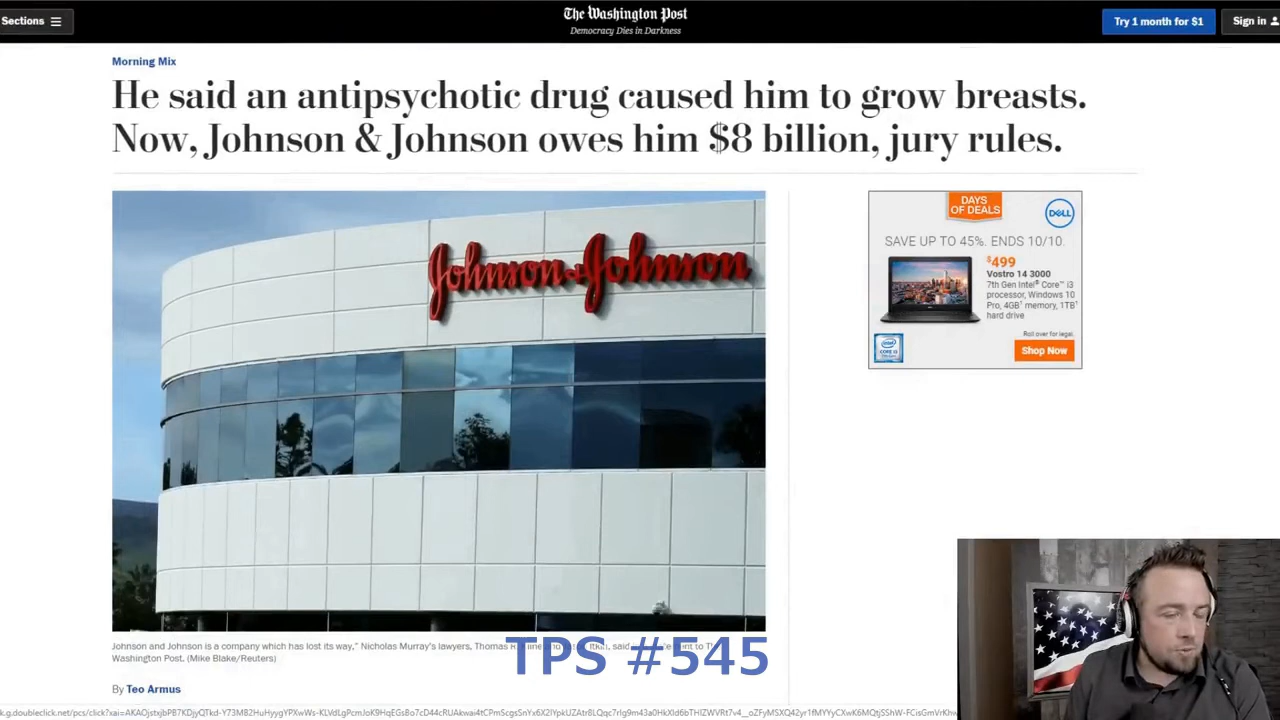 Sections
The Washington Post
Democracy Dies in Darkness
Try 1 month for $1
Sign in
Morning Mix
He said an antipsychotic drug caused him to grow breasts.
Now, Johnson & Johnson owes him $8 billion, jury rules.
Johnson & Johnson
DAYS
OF DEALS
DELL
SAVE UP TO 45%. ENDS 10/10.
$499
Vostro 14 3000
7th Gen Intel® Core™ i3
processor, Windows 10
Pro, 4GB† memory, 1TB†
hard drive
Roll over for legal.
Shop Now
Johnson and Johnson is a company which has lost its way," Nicholas Murray's lawyers, Thomas
Washington Post. (Mike Blake/Reuters)
TPS #545
By Teo Armus